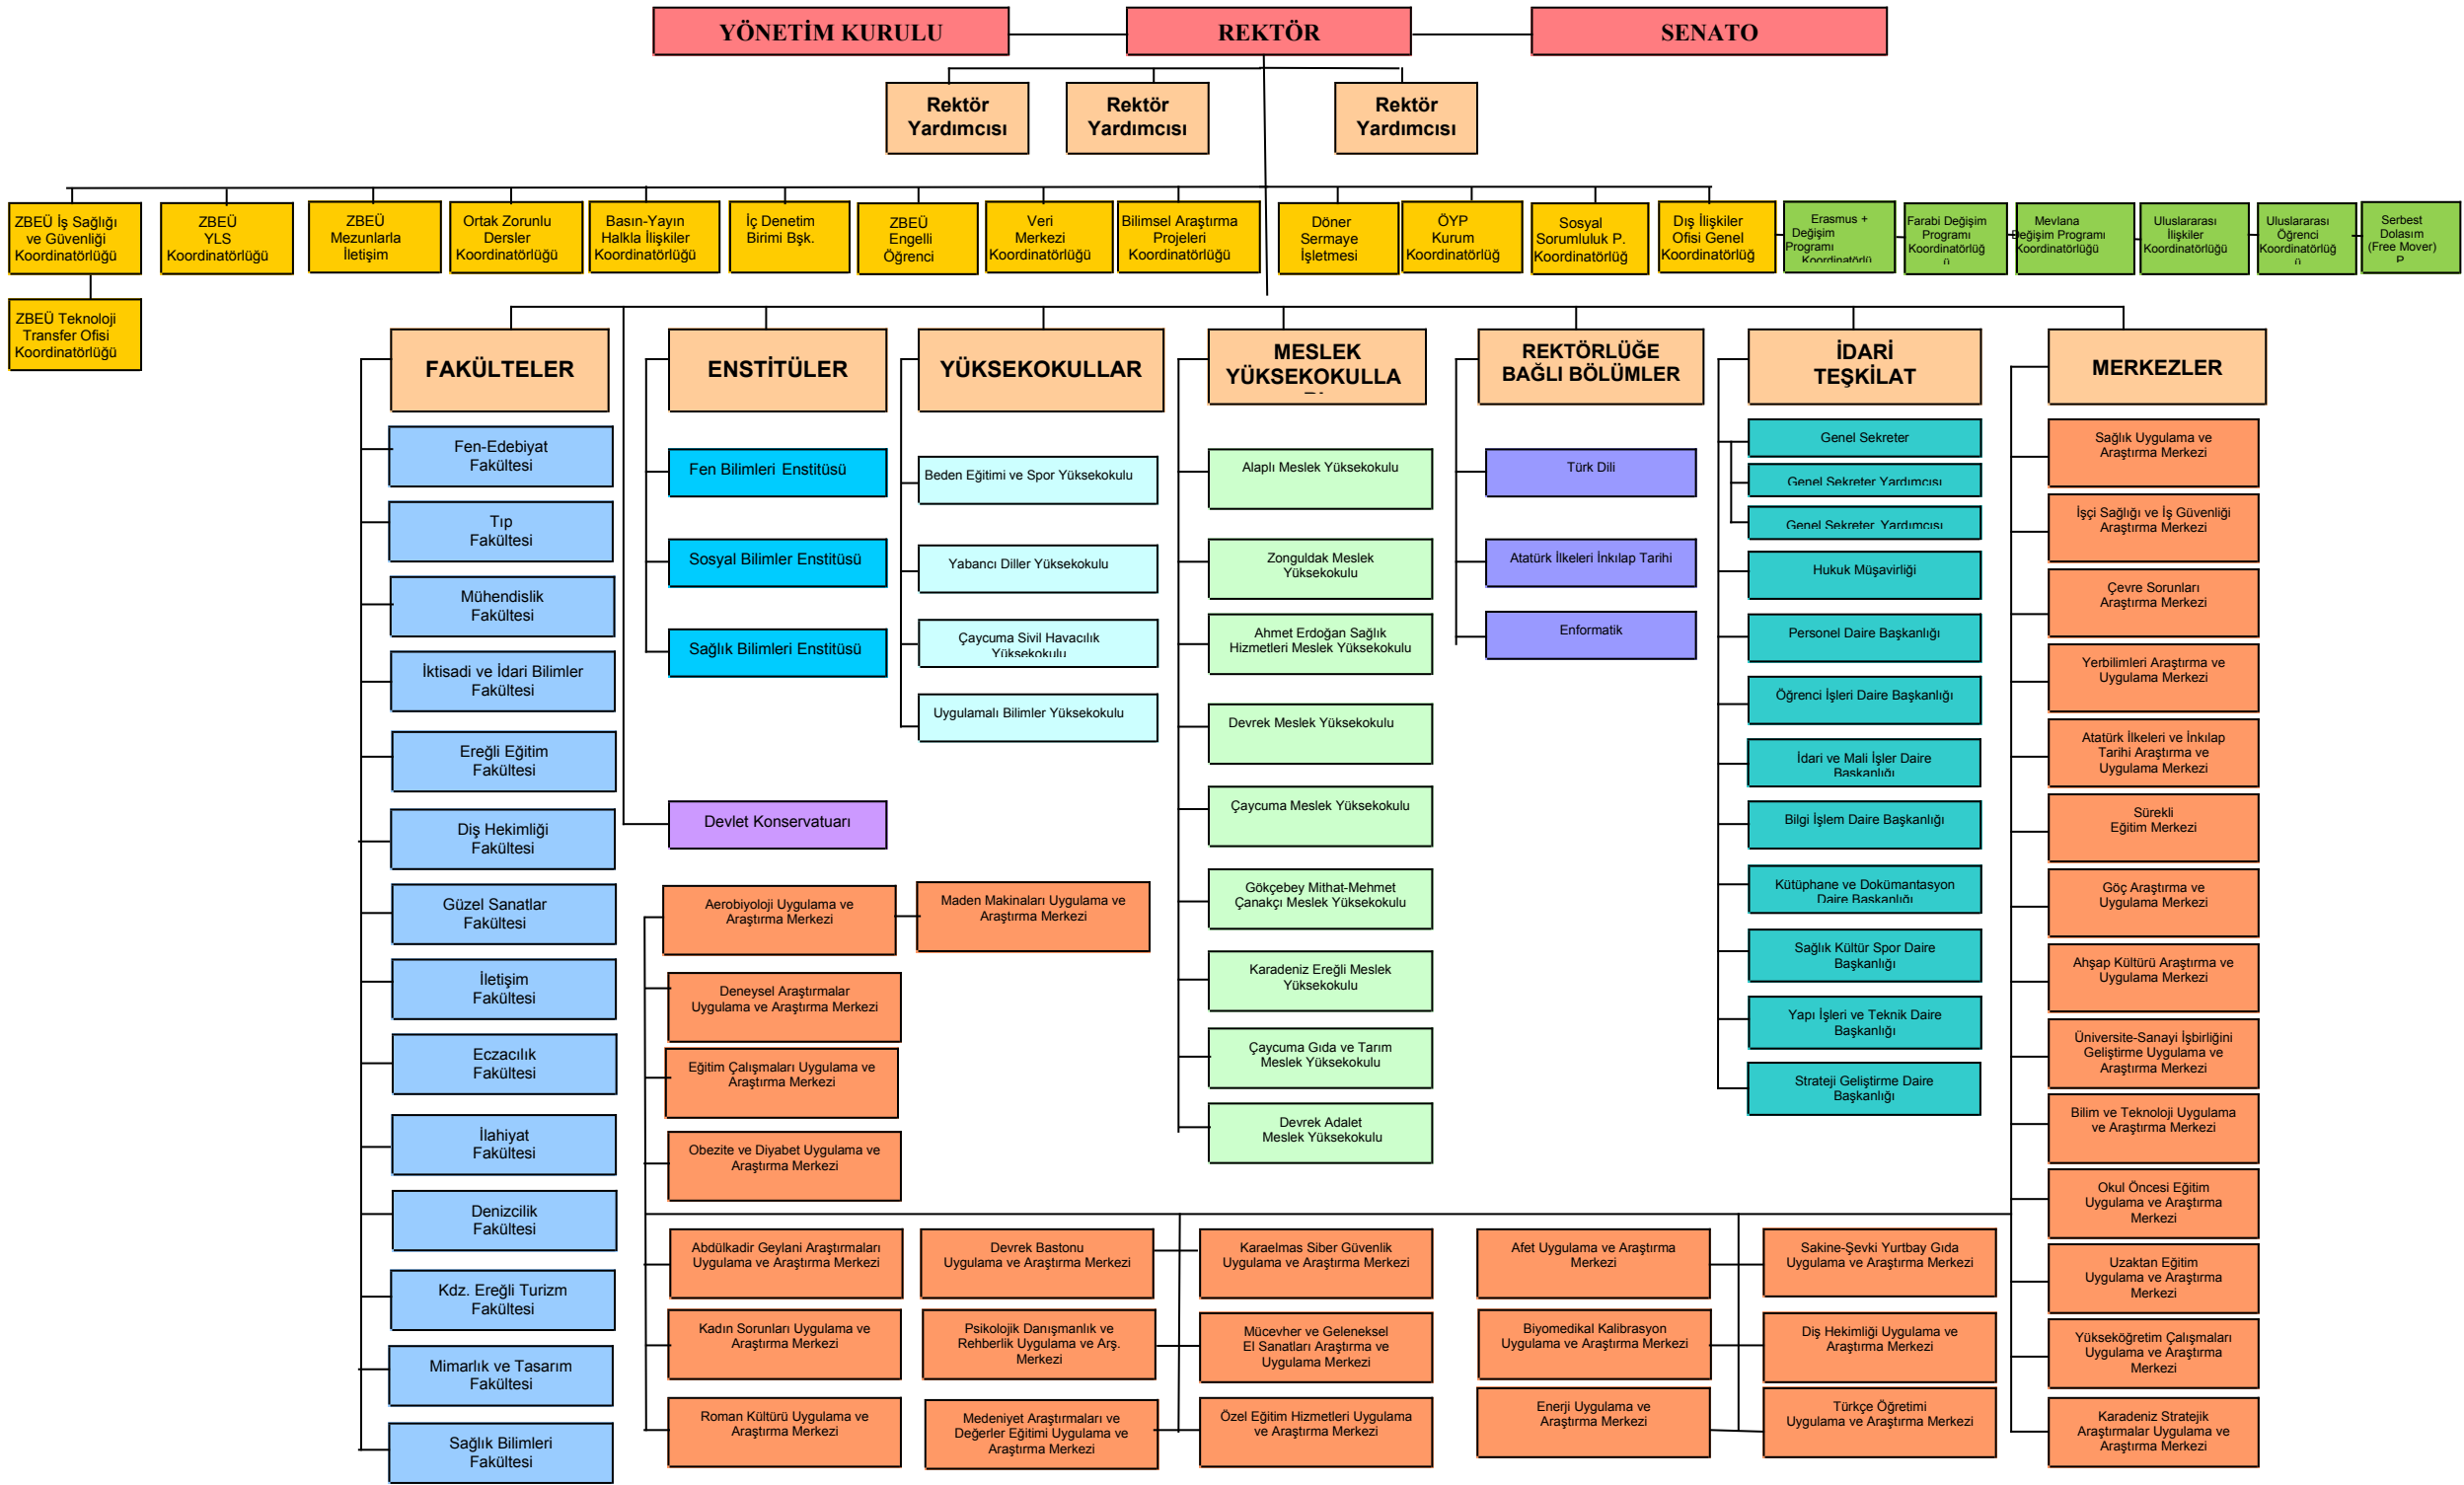 YÖNETİM KURULU
REKTÖR
SENATO
Rektör
Yardımcısı
Rektör
Yardımcısı
Rektör
Yardımcısı
ZBEÜ İş Sağlığı
ve Güvenliği
Koordinatörlüğü
ZBEÜ
YLS
Koordinatörlüğü
ZBEÜ
Mezunlarla
İletişim
Ortak Zorunlu
Dersler
Koordinatörlüğü
Basın-Yayın
Halkla İlişkiler
Koordinatörlüğü
İç Denetim
Birimi Bşk.
ZBEÜ
Engelli
Öğrenci
Veri
Merkezi
Koordinatörlüğü
Bilimsel Araştırma
Projeleri
Koordinatörlüğü
Döner
Sermaye
İşletmesi
ÖYP
Kurum
Koordinatörlüğ
Sosyal
Sorumluluk P.
Koordinatörlüğ
Dış İlişkiler
Ofisi Genel
Koordinatörlüğ
Erasmus +
Değişim
Programı
Koordinatörlü
Farabi Değişim
Programı
Koordinatörlüğ
ü
Mevlana
Değişim Programı
Koordinatörlüğü
Uluslararası
İlişkiler
Koordinatörlüğü
Uluslararası
Öğrenci
Koordinatörlüğ
ü
Serbest
Dolaşım
(Free Mover)
P
ZBEÜ Teknoloji
Transfer Ofisi
Koordinatörlüğü
FAKÜLTELER
ENSTİTÜLER
YÜKSEKOKULLAR
MESLEK
YÜKSEKOKULLA
REKTÖRLÜĞE
BAĞLI BÖLÜMLER
İDARİ
TEŞKİLAT
MERKEZLER
Fen-Edebiyat
Fakültesi
Tıp
Fakültesi
Mühendislik
Fakültesi
İktisadi ve İdari Bilimler
Fakültesi
Ereğli Eğitim
Fakültesi
Diş Hekimliği
Fakültesi
Güzel Sanatlar
Fakültesi
İletişim
Fakültesi
Eczacılık
Fakültesi
İlahiyat
Fakültesi
Denizcilik
Fakültesi
Kdz. Ereğli Turizm
Fakültesi
Mimarlık ve Tasarım
Fakültesi
Sağlık Bilimleri
Fakültesi
Fen Bilimleri Enstitüsü
Sosyal Bilimler Enstitüsü
Sağlık Bilimleri Enstitüsü
Devlet Konservatuarı
Beden Eğitimi ve Spor Yüksekokulu
Yabancı Diller Yüksekokulu
Çaycuma Sivil Havacılık
Yüksekokulu
Uygulamalı Bilimler Yüksekokulu
Alaplı Meslek Yüksekokulu
Zonguldak Meslek
Yüksekokulu
Ahmet Erdoğan Sağlık
Hizmetleri Meslek Yüksekokulu
Devrek Meslek Yüksekokulu
Çaycuma Meslek Yüksekokulu
Gökçebey Mithat-Mehmet
Çanakçı Meslek Yüksekokulu
Karadeniz Ereğli Meslek
Yüksekokulu
Çaycuma Gıda ve Tarım
Meslek Yüksekokulu
Devrek Adalet
Meslek Yüksekokulu
Türk Dili
Atatürk İlkeleri İnkılap Tarihi
Enformatik
Genel Sekreter
Genel Sekreter Yardımcısı
Genel Sekreter Yardımcısı
Hukuk Müşavirliği
Personel Daire Başkanlığı
Öğrenci İşleri Daire Başkanlığı
İdari ve Mali İşler Daire
Başkanlığı
Bilgi İşlem Daire Başkanlığı
Kütüphane ve Dokümantasyon
Daire Başkanlığı
Sağlık Kültür Spor Daire
Başkanlığı
Yapı İşleri ve Teknik Daire
Başkanlığı
Strateji Geliştirme Daire
Başkanlığı
Sağlık Uygulama ve
Araştırma Merkezi
İşçi Sağlığı ve İş Güvenliği
Araştırma Merkezi
Çevre Sorunları
Araştırma Merkezi
Yerbilimleri Araştırma ve
Uygulama Merkezi
Atatürk İlkeleri ve İnkılap
Tarihi Araştırma ve
Uygulama Merkezi
Sürekli
Eğitim Merkezi
Göç Araştırma ve
Uygulama Merkezi
Ahşap Kültürü Araştırma ve
Uygulama Merkezi
Üniversite-Sanayi İşbirliğini
Geliştirme Uygulama ve
Araştırma Merkezi
Bilim ve Teknoloji Uygulama
ve Araştırma Merkezi
Okul Öncesi Eğitim
Uygulama ve Araştırma
Merkezi
Uzaktan Eğitim
Uygulama ve Araştırma
Merkezi
Yükseköğretim Çalışmaları
Uygulama ve Araştırma
Merkezi
Karadeniz Stratejik
Araştırmalar Uygulama ve
Araştırma Merkezi
Aerobiyoloji Uygulama ve
Araştırma Merkezi
Maden Makinaları Uygulama ve
Araştırma Merkezi
Deneysel Araştırmalar
Uygulama ve Araştırma Merkezi
Eğitim Çalışmaları Uygulama ve
Araştırma Merkezi
Obezite ve Diyabet Uygulama ve
Araştırma Merkezi
Abdülkadir Geylani Araştırmaları
Uygulama ve Araştırma Merkezi
Devrek Bastonu
Uygulama ve Araştırma Merkezi
Karaelmas Siber Güvenlik
Uygulama ve Araştırma Merkezi
Afet Uygulama ve Araştırma
Merkezi
Sakine-Şevki Yurtbay Gıda
Uygulama ve Araştırma Merkezi
Kadın Sorunları Uygulama ve
Araştırma Merkezi
Psikolojik Danışmanlık ve
Rehberlik Uygulama ve Arş.
Merkezi
Mücevher ve Geleneksel
El Sanatları Araştırma ve
Uygulama Merkezi
Biyomedikal Kalibrasyon
Uygulama ve Araştırma Merkezi
Diş Hekimliği Uygulama ve
Araştırma Merkezi
Roman Kültürü Uygulama ve
Araştırma Merkezi
Medeniyet Araştırmaları ve
Değerler Eğitimi Uygulama ve
Araştırma Merkezi
Özel Eğitim Hizmetleri Uygulama
ve Araştırma Merkezi
Enerji Uygulama ve
Araştırma Merkezi
Türkçe Öğretimi
Uygulama ve Araştırma Merkezi